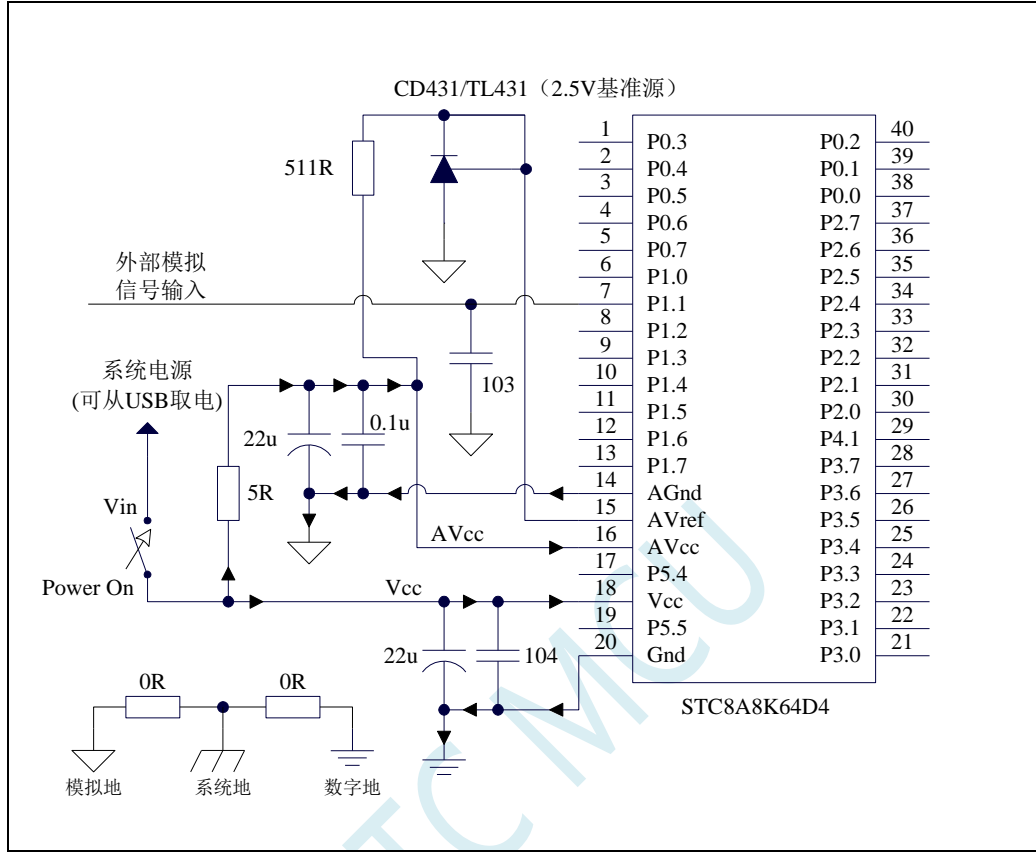 CD431/TL431（2.5V基准源）
511R
外部模拟
信号输入
103
系统电源
(可从USB取电)
22u
0.1u
5R
Vin
AVcc
Power On
Vcc
22u
104
0R
0R
模拟地
系统地
数字地
1 P0.3 P0.2 40
2 P0.4 P0.1 39
3 P0.5 P0.0 38
4 P0.6 P2.7 37
5 P0.7 P2.6 36
6 P1.0 P2.5 35
7 P1.1 P2.4 34
8 P1.2 P2.3 33
9 P1.3 P2.2 32
10 P1.4 P2.1 31
11 P1.5 P2.0 30
12 P1.6 P4.1 29
13 P1.7 P3.7 28
14 AGnd P3.6 27
15 AVref P3.5 26
16 AVcc P3.4 25
17 P5.4 P3.3 24
18 Vcc P3.2 23
19 P5.5 P3.1 22
20 Gnd P3.0 21
STC8A8K64D4
TC MCU